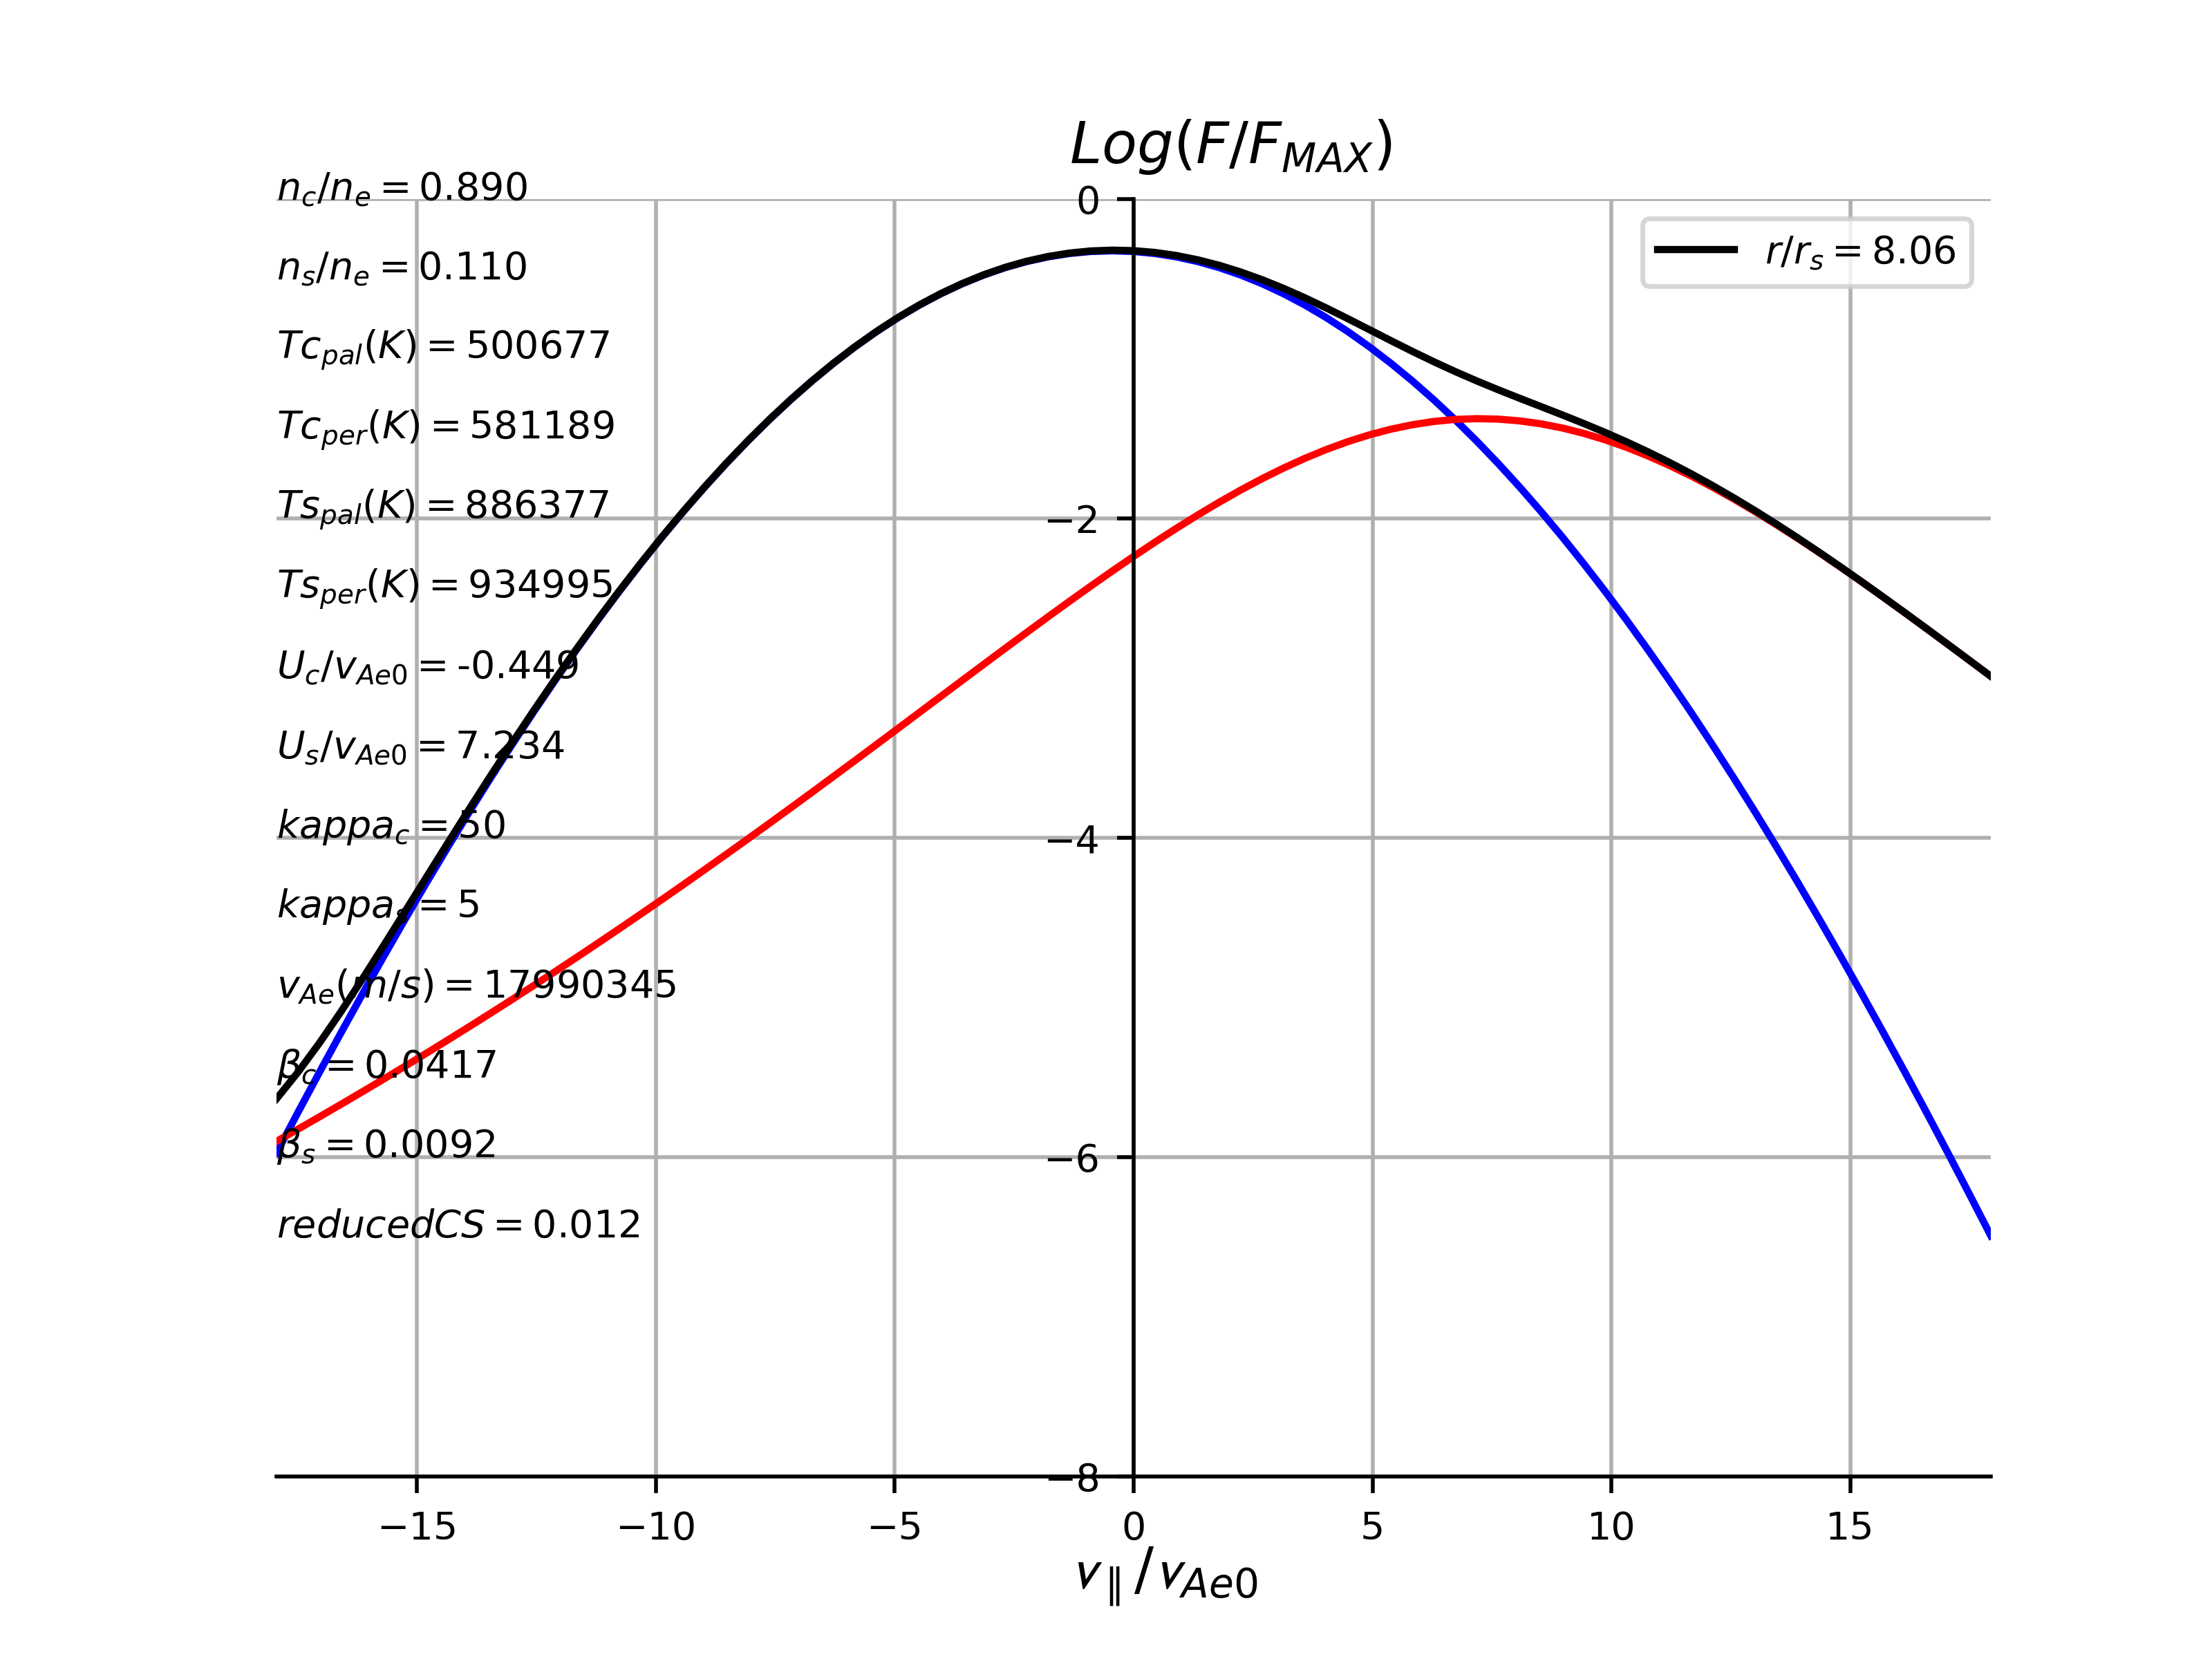 Log(F/F_MAX)
n_c/n_e = 0.890
0
r/r_s = 8.06
n_s/n_e = 0.110
Tc_pal(K) = 500677
Tc_per(K) = 581189
Ts_pal(K) = 886377
−2
Ts_per(K) = 934995
U_c/v_Ae0 = -0.449
U_s/v_Ae0 = 7.234
kappa_c = 50
−4
kappa_s = 5
v_Ae(m/s) = 17990345
β_c = 0.0417
β_s = 0.0092
−6
reducedCS = 0.012
−8
−15 −10 −5 0 5 10 15
v_∥/v_Ae0